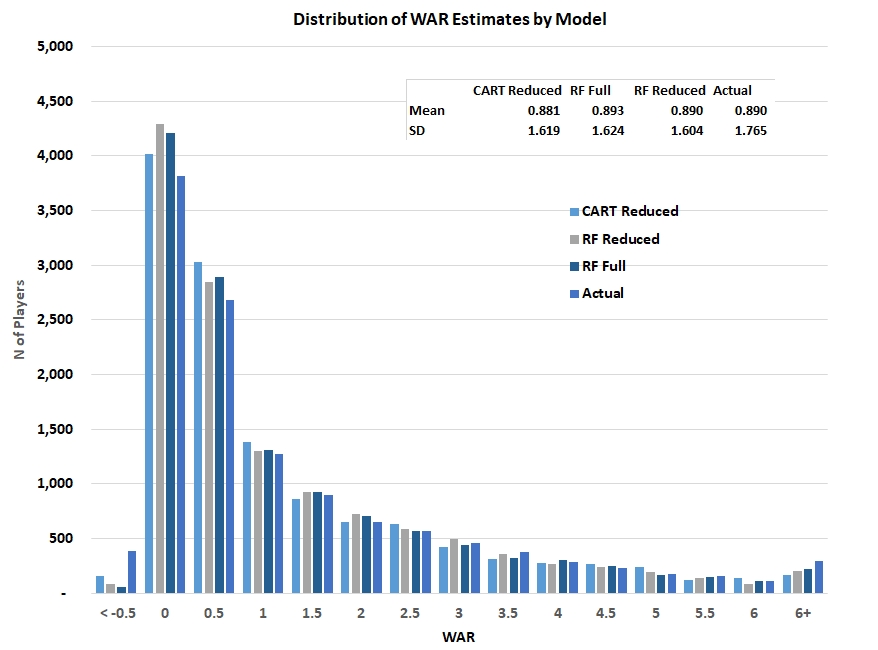 Distribution of WAR Estimates by Model
5,000
4,500
4,000
3,500
3,000
2,500
2,000
1,500
1,000
500
-
N of Players
CART Reduced RF Full RF Reduced Actual
Mean 0.881 0.893 0.890 0.890
SD 1.619 1.624 1.604 1.765
CART Reduced
RF Reduced
RF Full
Actual
< -0.5 0 0.5 1 1.5 2 2.5 3 3.5 4 4.5 5 5.5 6 6+
WAR